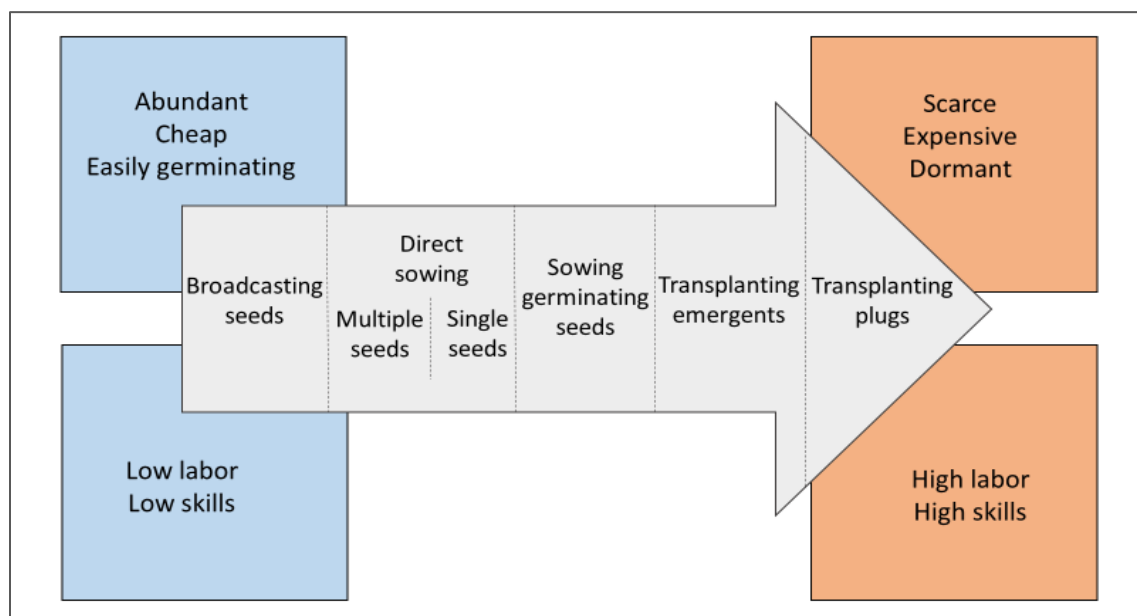 Abundant
Cheap
Easily germinating
Scarce
Expensive
Dormant
Broadcasting
seeds
Direct
sowing
Multiple
seeds
Single
seeds
Sowing
germinating
seeds
Transplanting
emergents
Transplanting
plugs
Low labor
Low skills
High labor
High skills